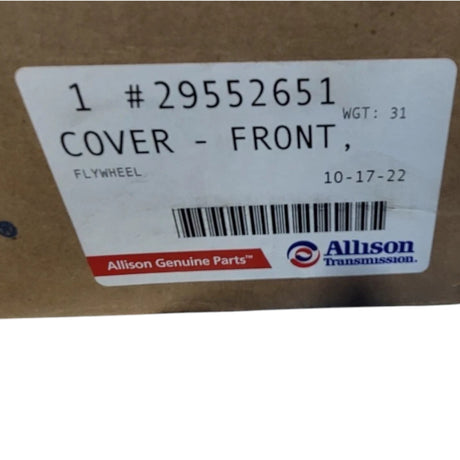 1 #29552651
WGT: 31
COVER - FRONT,
FLYWHEEL
10-17-22
Allison Genuine Parts™
Allison
Transmission.